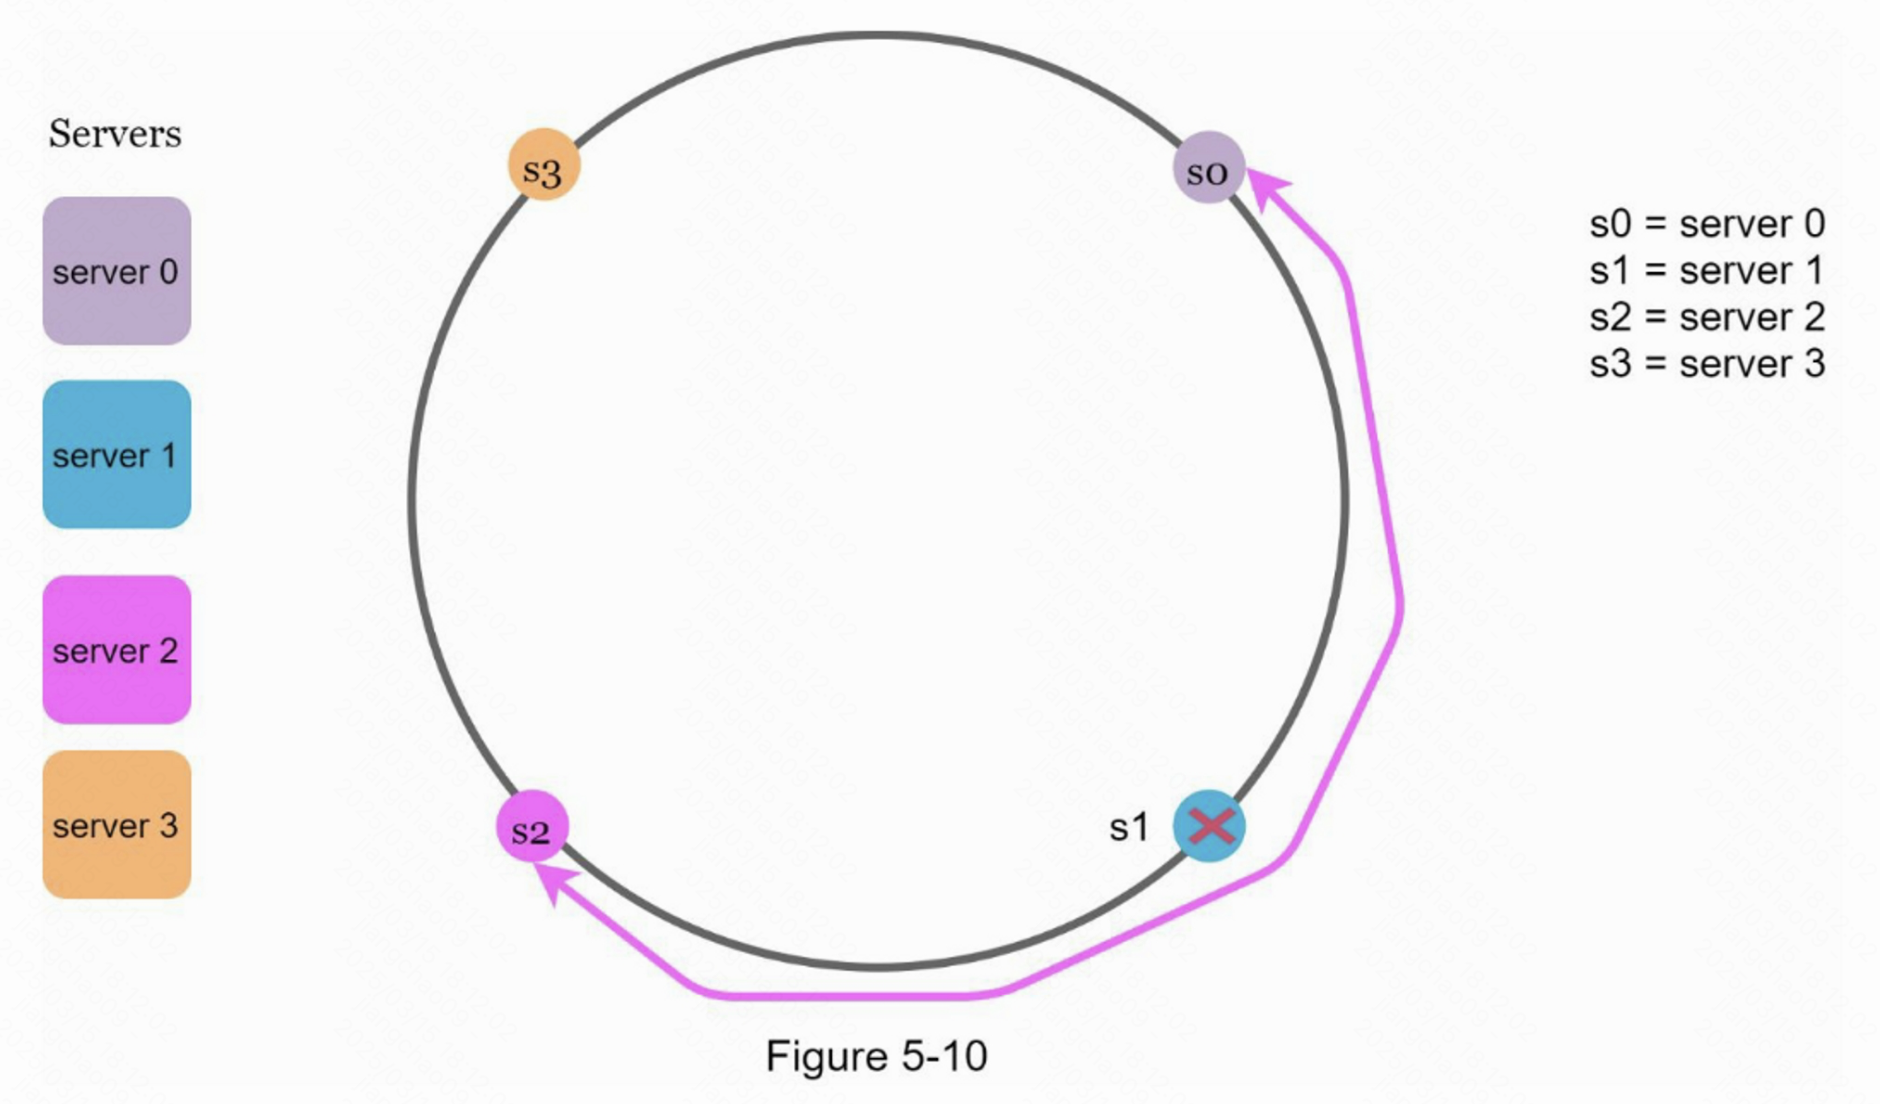 Servers
server 0
server 1
server 2
server 3
s3
s0
s2
s1
s0 = server 0
s1 = server 1
s2 = server 2
s3 = server 3
Figure 5-10